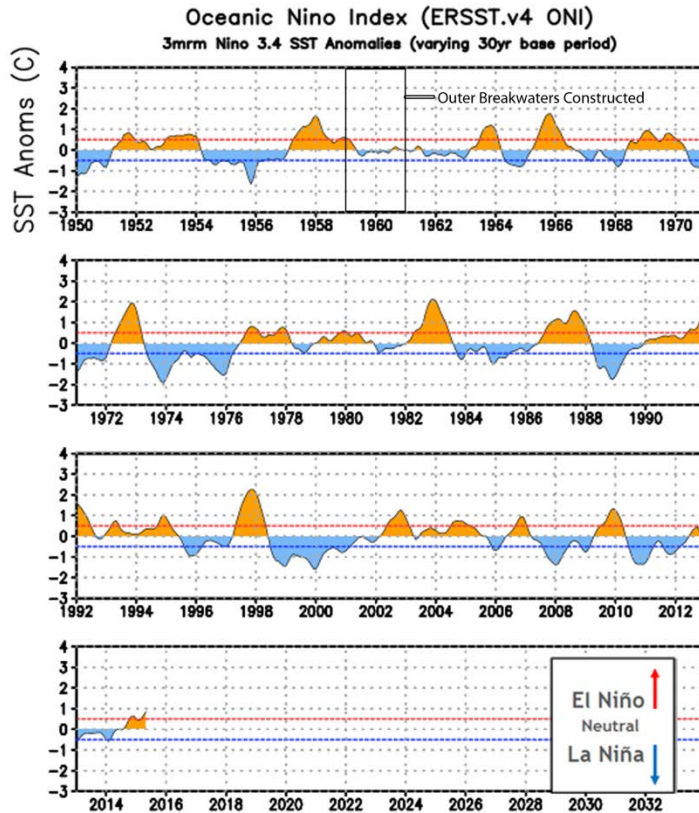 Oceanic Nino Index (ERSST.v4 ONI)
3mrm Nino 3.4 SST Anomalies (varying 30yr base period)
SST Anoms (C)
4
3
2
1
0
-1
-2
-3
Outer Breakwaters Constructed
1950 1952 1954 1956 1958 1960 1962 1964 1966 1968 1970
4
3
2
1
0
-1
-2
-3
1972 1974 1976 1978 1980 1982 1984 1986 1988 1990
4
3
2
1
0
-1
-2
-3
1992 1994 1996 1998 2000 2002 2004 2006 2008 2010 2012
4
3
2
1
0
-1
-2
-3
El Niño
Neutral
La Niña
2014 2016 2018 2020 2022 2024 2026 2028 2030 2032